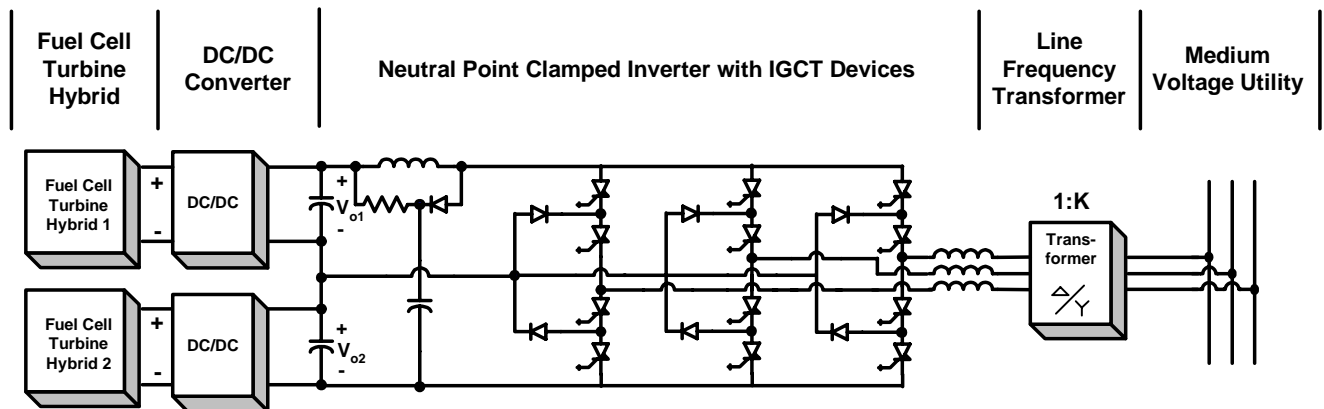 Fuel Cell
Turbine
Hybrid
DC/DC
Converter
Neutral Point Clamped Inverter with IGCT Devices
Line
Frequency
Transformer
Medium
Voltage Utility
Fuel Cell
Turbine
Hybrid 1
+
-
DC/DC
+
Vo1
-
1:K
Trans-
former
Δ/Y
Fuel Cell
Turbine
Hybrid 2
+
-
DC/DC
+
Vo2
-